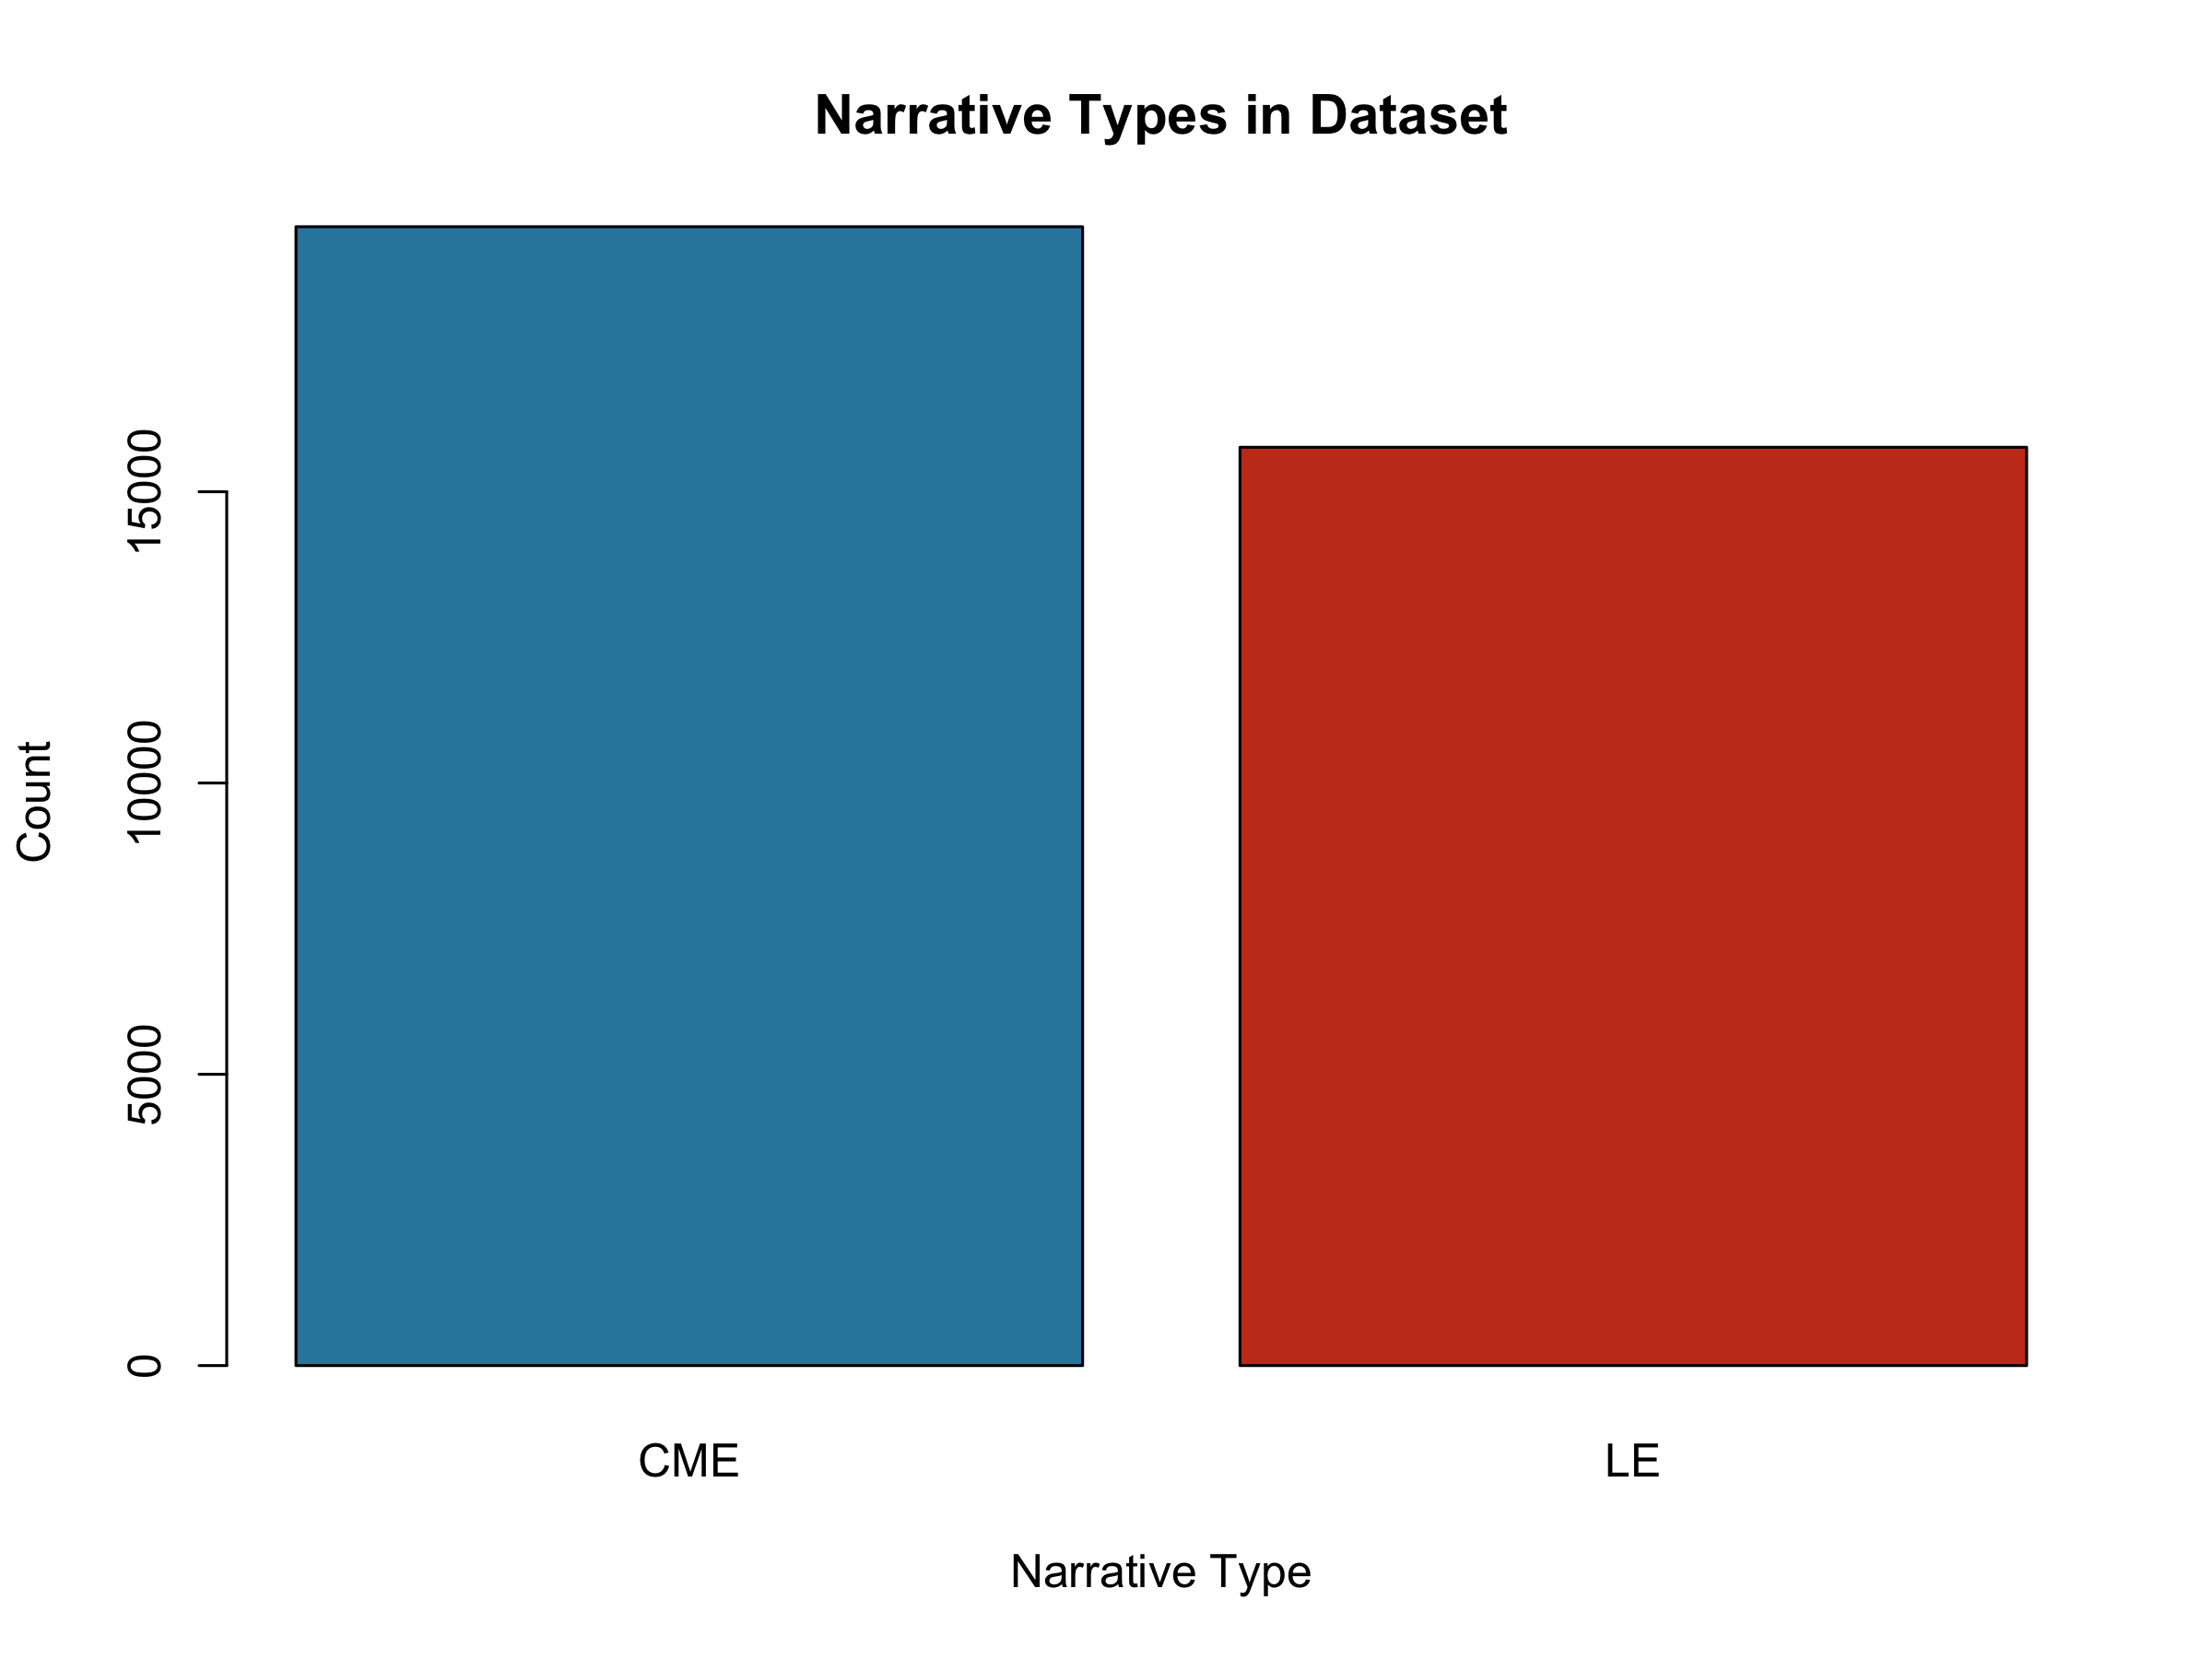 Narrative Types in Dataset
Count
15000
10000
5000
0
CME
LE
Narrative Type